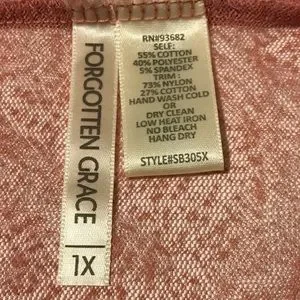 FORGOTTEN GRACE
1X
RN#93682
SELF:
55% COTTON
40% POLYESTER
5% SPANDEX
TRIM :
73% NYLON
27% COTTON
HAND WASH COLD
OR
DRY CLEAN
LOW HEAT IRON
NO BLEACH
HANG DRY
STYLE#SB305X